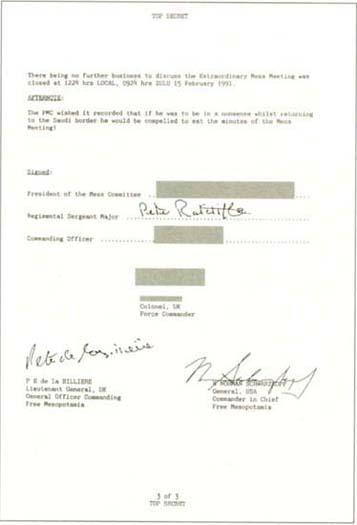 TOP SECRET
There being no further business to discuss the Extraordinary Mess Meeting was
closed at 1224 hrs LOCAL, 0924 hrs ZULU 15 February 1991.
AFTERNOTE:
The PMC wished it recorded that if he was to be in a nonsense whilst returning
to the Saudi border he would be compelled to eat the minutes of the Mess
Meeting!
Signed:
President of the Mess Committee
Regimental Sergeant Major Pete Ratcliffe
Commanding Officer
Colonel, UK
Force Commander
Pete de la Billière
P E de la BILLIERE
Lieutenant General, UK
General Officer Commanding
Free Mesopotamia
H NORMAN SCHWARZKOPF
General, USA
Commander in Chief
Free Mesopotamia
3 of 3
TOP SECRET